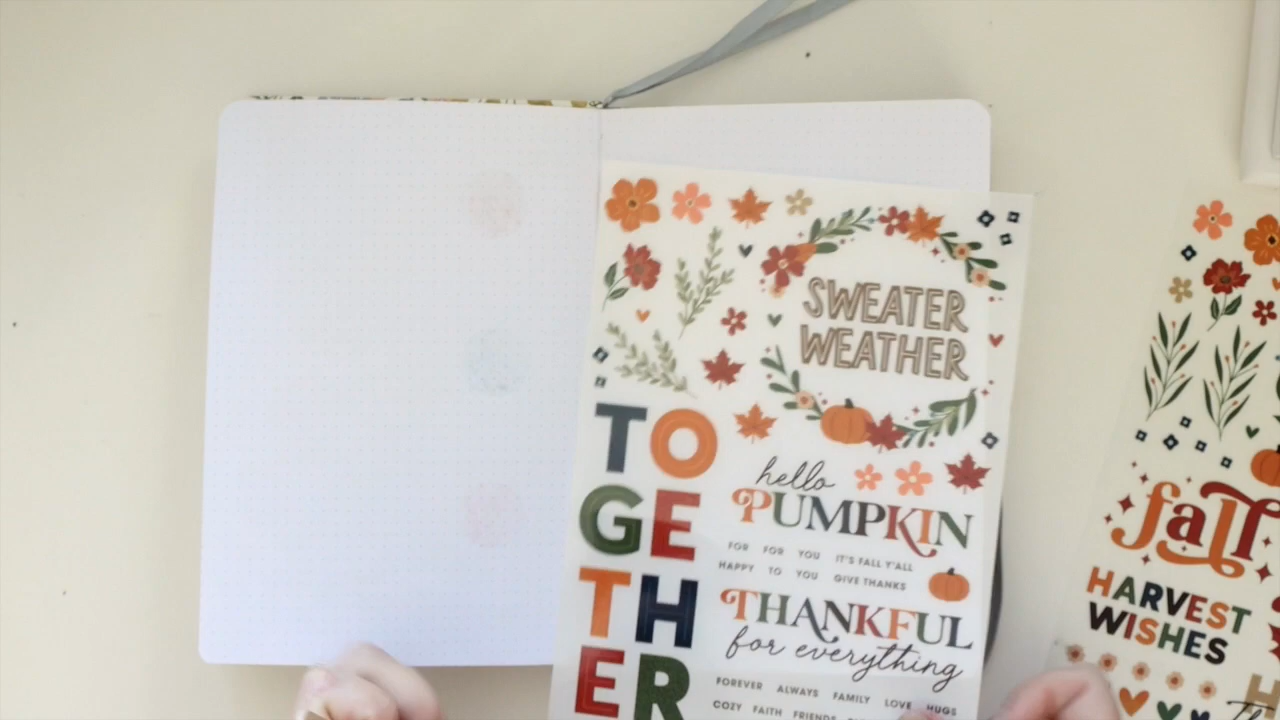 SWEATER
WEATHER
TO
GE
TH
ER
hello
PUMPKIN
FOR FOR YOU IT'S FALL Y'ALL
HAPPY TO YOU GIVE THANKS
THANKFUL
for everything
FOREVER ALWAYS FAMILY LOVE HUGS
COZY FAITH FRIENDS
fall
HARVEST
WISHES